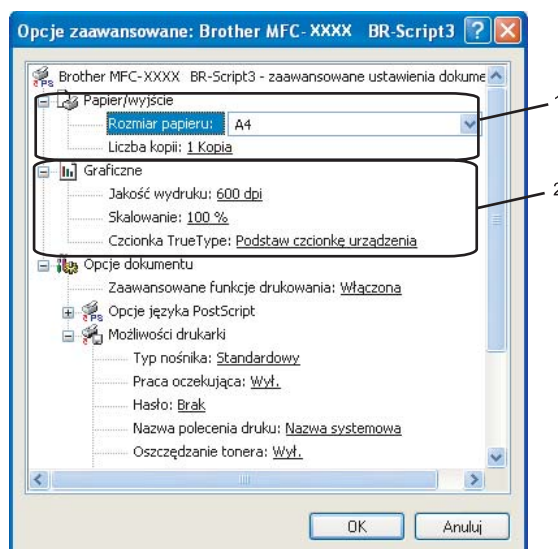 Opcje zaawansowane: Brother MFC- XXXX BR-Script3
Brother MFC-XXXX BR-Script3 - zaawansowane ustawienia dokume
Papier/wyjście
Rozmiar papieru: A4
Liczba kopii: 1 Kopia
1
Graficzne
Jakość wydruku: 600 dpi
Skalowanie: 100 %
Czcionka TrueType: Podstaw czcionkę urządzenia
2
Opcje dokumentu
Zaawansowane funkcje drukowania: Włączona
Opcje języka PostScript
Możliwości drukarki
Typ nośnika: Standardowy
Praca oczekująca: Wył.
Hasło: Brak
Nazwa polecenia druku: Nazwa systemowa
Oszczędzanie tonera: Wył.
OK Anuluj